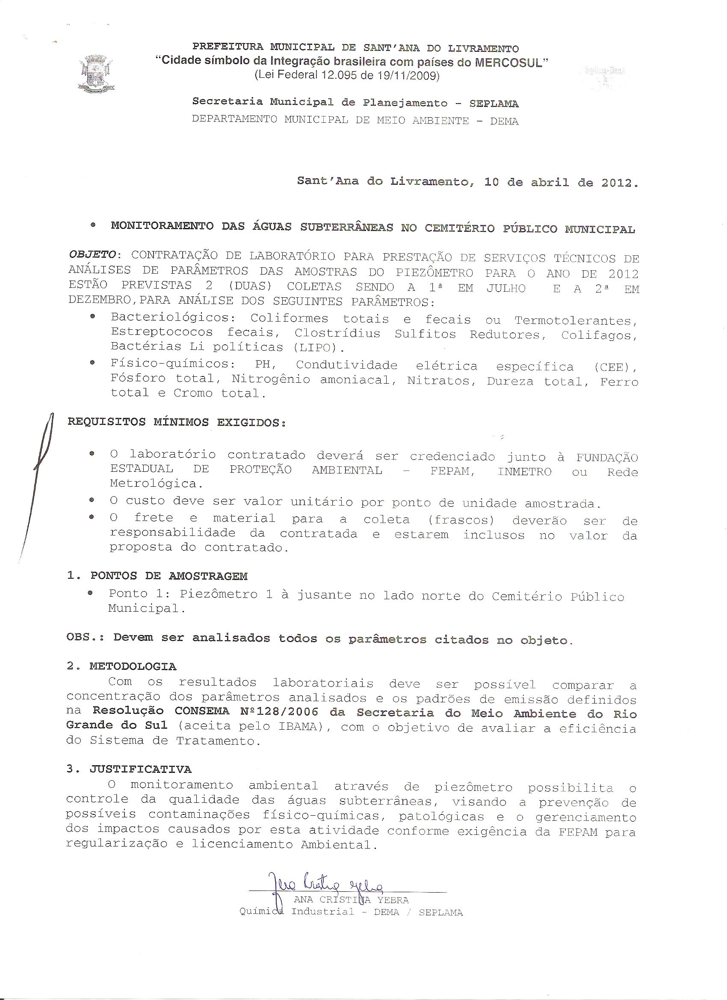 PREFEITURA MUNICIPAL DE SANT'ANA DO LIVRAMENTO
“Cidade símbolo da Integração brasileira com países do MERCOSUL”
(Lei Federal 12.095 de 19/11/2009)
Secretaria Municipal de Planejamento – SEPLAMA
DEPARTAMENTO MUNICIPAL DE MEIO AMBIENTE – DEMA
Sant'Ana do Livramento, 10 de abril de 2012.
• MONITORAMENTO DAS ÁGUAS SUBTERRÂNEAS NO CEMITÉRIO PÚBLICO MUNICIPAL
OBJETO: CONTRATAÇÃO DE LABORATÓRIO PARA PRESTAÇÃO DE SERVIÇOS TÉCNICOS DE
ANÁLISES DE PARÂMETROS DAS AMOSTRAS DO PIEZÔMETRO PARA O ANO DE 2012
ESTÃO PREVISTAS 2 (DUAS) COLETAS SENDO A 1ª EM JULHO E A 2ª EM
DEZEMBRO, PARA ANÁLISE DOS SEGUINTES PARÂMETROS:
• Bacteriológicos: Coliformes totais e fecais ou Termotolerantes,
Estreptococos fecais, Clostrídius Sulfitos Redutores, Colifagos,
Bactérias Li políticas (LIPO).
• Físico-químicos: PH, Condutividade elétrica específica (CEE),
Fósforo total, Nitrogênio amoniacal, Nitratos, Dureza total, Ferro
total e Cromo total.
REQUISITOS MÍNIMOS EXIGIDOS:
• O laboratório contratado deverá ser credenciado junto à FUNDAÇÃO
ESTADUAL DE PROTEÇÃO AMBIENTAL – FEPAM, INMETRO ou Rede
Metrológica.
• O custo deve ser valor unitário por ponto de unidade amostrada.
• O frete e material para a coleta (frascos) deverão ser de
responsabilidade da contratada e estarem inclusos no valor da
proposta do contratado.
1. PONTOS DE AMOSTRAGEM
• Ponto 1: Piezômetro 1 à jusante no lado norte do Cemitério Público
Municipal.
OBS.: Devem ser analisados todos os parâmetros citados no objeto.
2. METODOLOGIA
Com os resultados laboratoriais deve ser possível comparar a
concentração dos parâmetros analisados e os padrões de emissão definidos
na Resolução CONSEMA Nº128/2006 da Secretaria do Meio Ambiente do Rio
Grande do Sul (aceita pelo IBAMA), com o objetivo de avaliar a eficiência
do Sistema de Tratamento.
3. JUSTIFICATIVA
O monitoramento ambiental através de piezômetro possibilita o
controle da qualidade das águas subterrâneas, visando a prevenção de
possíveis contaminações físico-químicas, patológicas e o gerenciamento
dos impactos causados por esta atividade conforme exigência da FEPAM para
regularização e licenciamento Ambiental.
Ana Cristina Yebra
ANA CRISTINA YEBRA
Química Industrial – DEMA / SEPLAMA